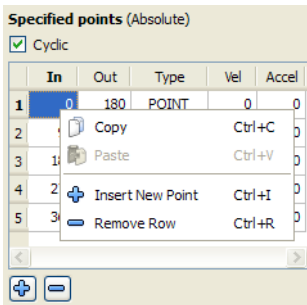 Specified points (Absolute)
Cyclic
In Out Type Vel Accel
1 0 180 POINT 0 0
Copy Ctrl+C
2
Paste Ctrl+V
3
4 Insert New Point Ctrl+I
5 Remove Row Ctrl+R